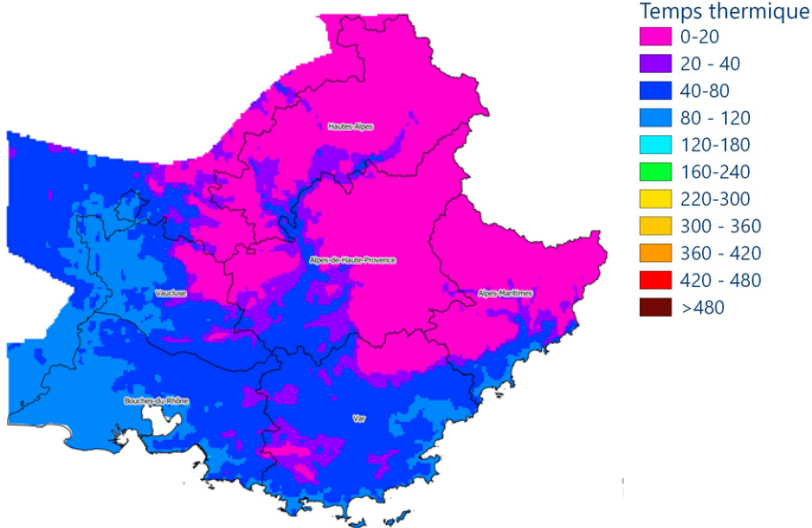 Temps thermique
0-20
20 - 40
40-80
80 - 120
120-180
160-240
220-300
300 - 360
360 - 420
420 - 480
>480
Hautes-Alpes
Alpes-de-Haute-Provence
Vaucluse
Alpes-Maritimes
Bouches-du-Rhône
Var